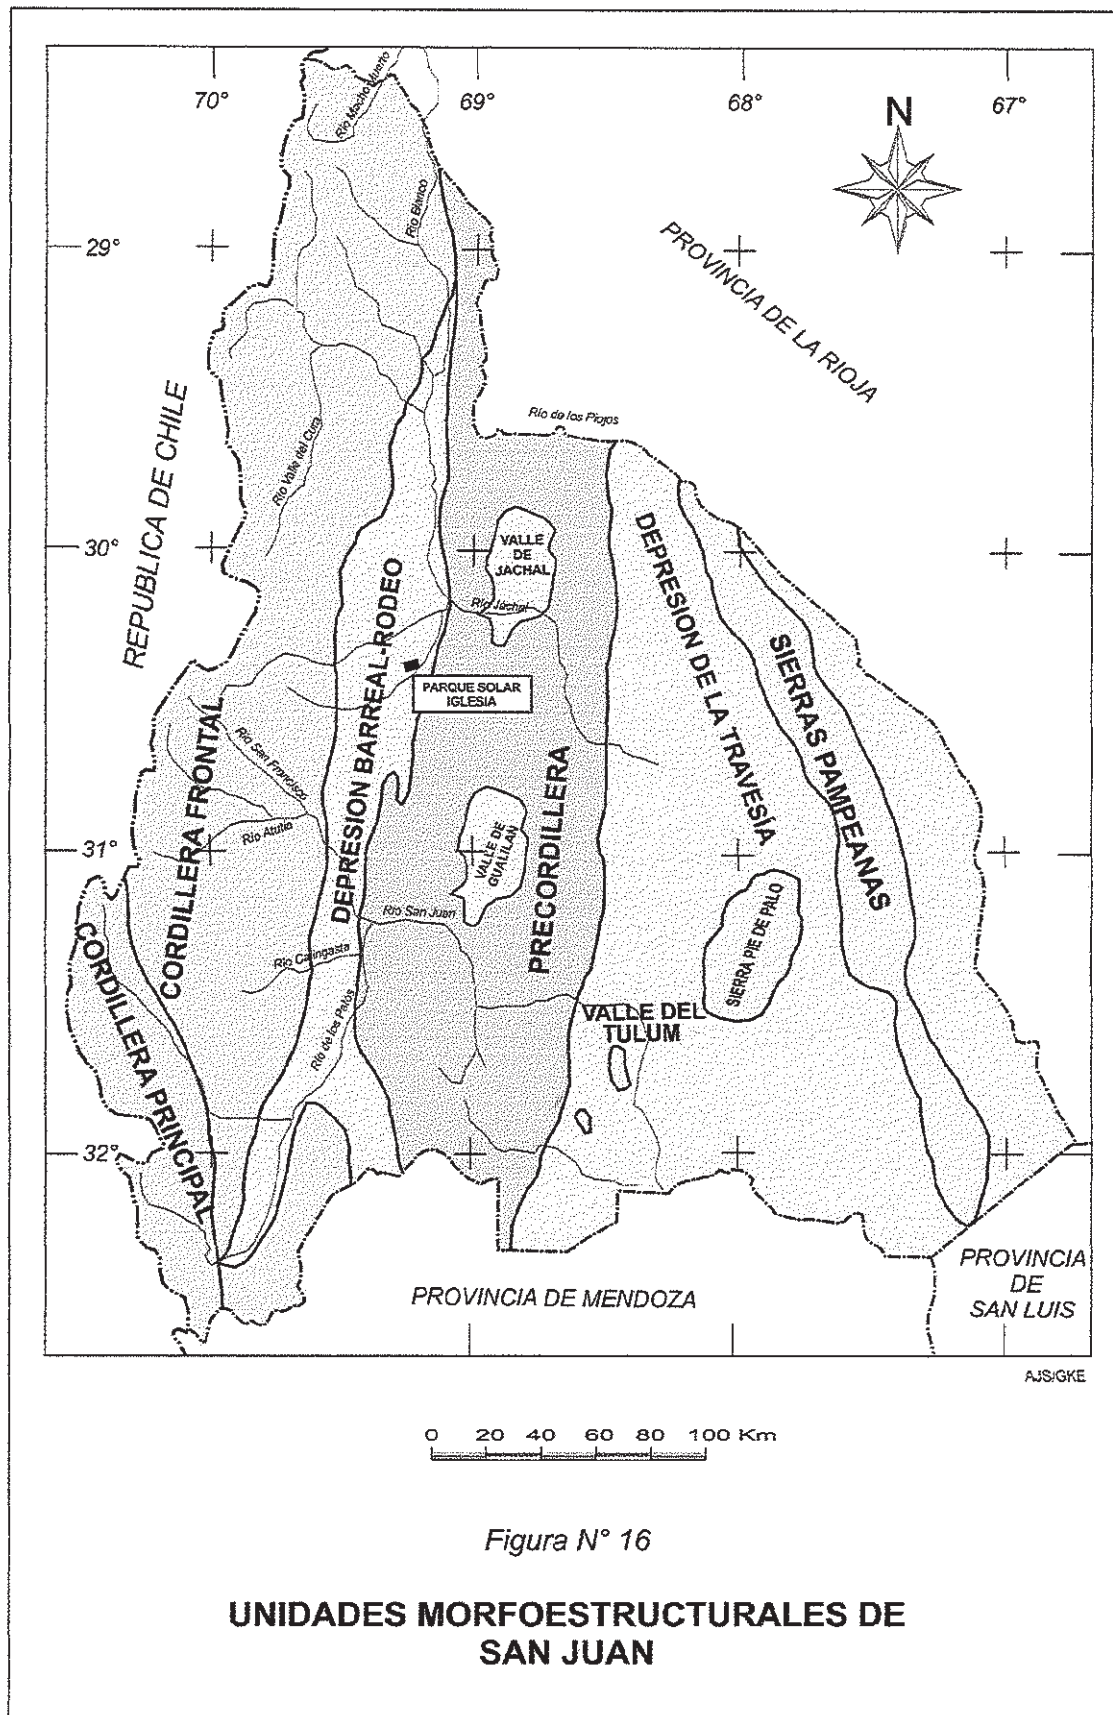 70°
69°
68°
67°
N
Río Macho Muerto
Río Blanco
29°
PROVINCIA DE LA RIOJA
REPUBLICA DE CHILE
Río Valle del Cura
Río de los Piojos
30°
VALLE
DE
JACHAL
Río Jáchal
DEPRESION BARREAL-RODEO
DEPRESION DE LA TRAVESÍA
SIERRAS PAMPEANAS
PARQUE SOLAR
IGLESIA
CORDILLERA FRONTAL
Río San Francisco
Río Atutia
31°
VALLE DE
GUALILAN
PRECORDILLERA
Río San Juan
SIERRA PIE DE PALO
CORDILLERA PRINCIPAL
Río Calingasta
Río de los Patos
VALLE DEL
TULUM
32°
PROVINCIA DE MENDOZA
PROVINCIA
DE
SAN LUIS
AJS/GKE
0 20 40 60 80 100 Km
Figura N° 16
UNIDADES MORFOESTRUCTURALES DE
SAN JUAN